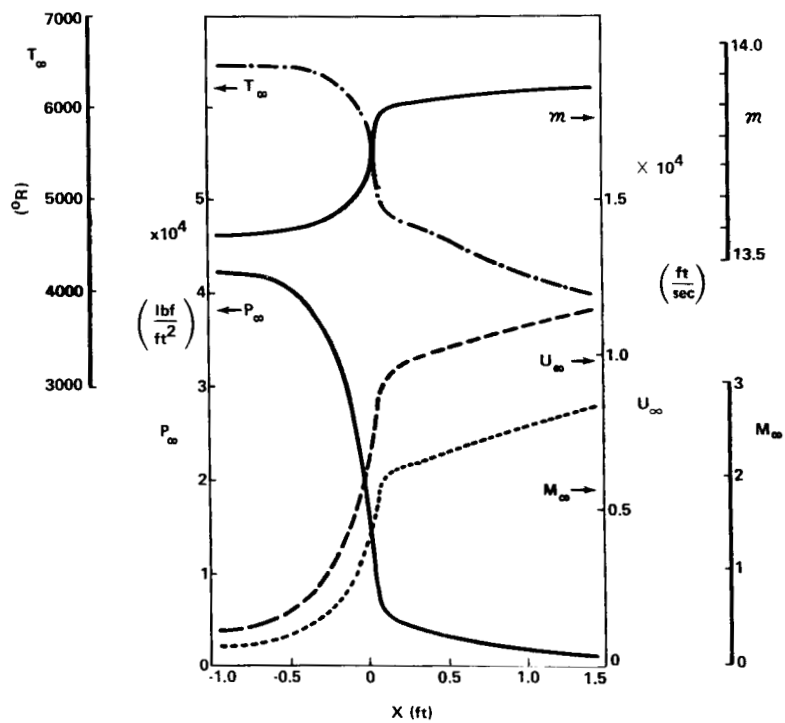 7000
T∞
6000
5000
(°R)
4000
3000
x10⁴
5
4
3
2
1
0
(lbf/ft²)
P∞
← T∞
← P∞
m →
U∞ →
M∞ →
X 10⁴
1.5
1.0
0.5
0
(ft/sec)
U∞
14.0
m
13.5
3
2
M∞
1
0
-1.0 -0.5 0 0.5 1.0 1.5
X (ft)